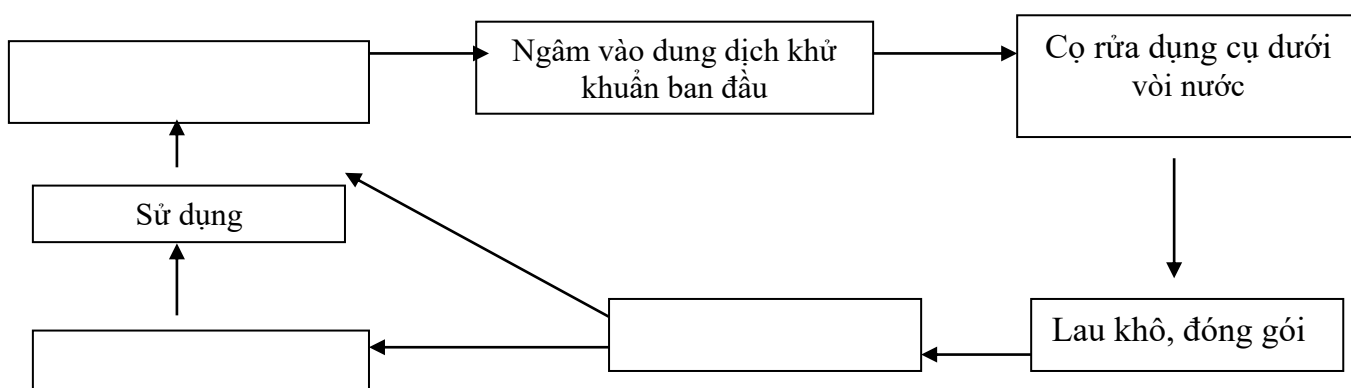 Ngâm vào dung dịch khử
khuẩn ban đầu
Cọ rửa dụng cụ dưới
vòi nước
Sử dụng
Lau khô, đóng gói